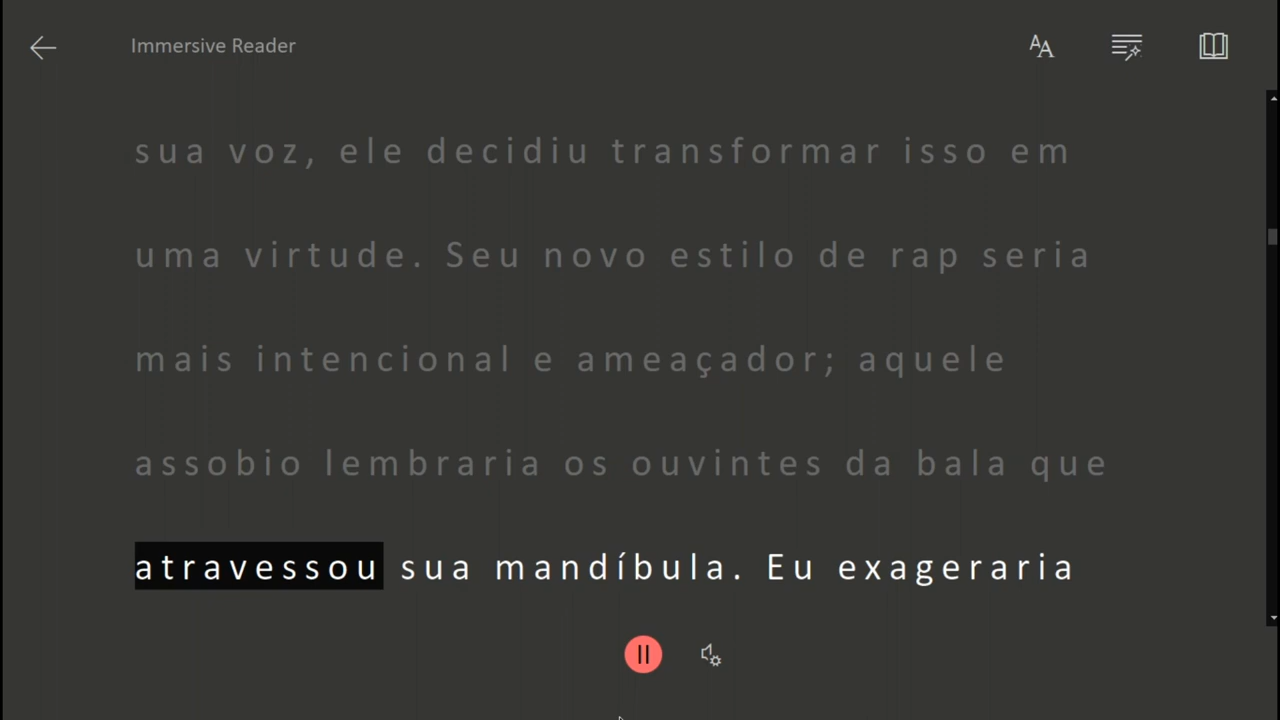 Immersive Reader
sua voz, ele decidiu transformar isso em
uma virtude. Seu novo estilo de rap seria
mais intencional e ameaçador; aquele
assobio lembraria os ouvintes da bala que
atravessou sua mandíbula. Eu exageraria